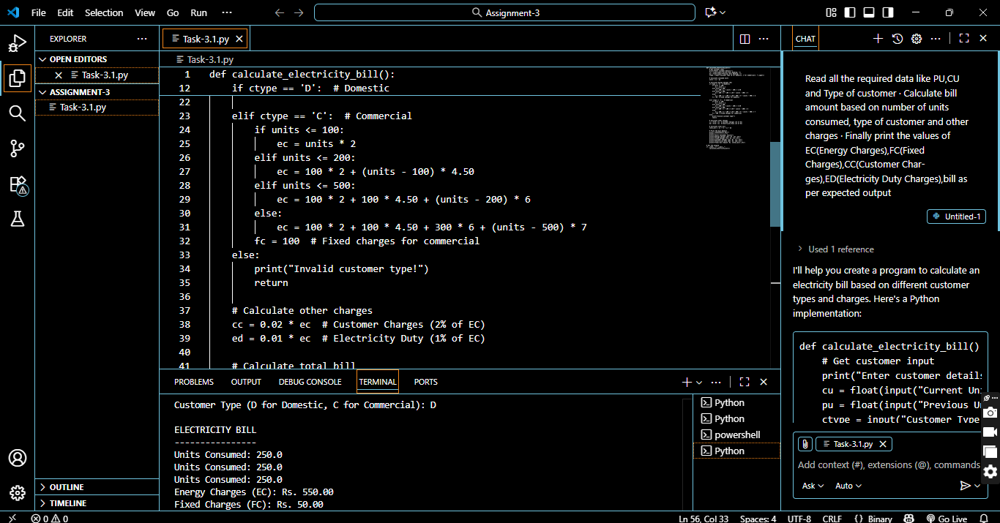 File Edit Selection View Go Run ··· Assignment-3
EXPLORER ···
OPEN EDITORS
Task-3.1.py
ASSIGNMENT-3
Task-3.1.py
OUTLINE
TIMELINE
Task-3.1.py
Task-3.1.py
1 def calculate_electricity_bill():
12 if ctype == 'D':  # Domestic
22
23 elif ctype == 'C':  # Commercial
24 if units <= 100:
25 ec = units * 2
26 elif units <= 200:
27 ec = 100 * 2 + (units - 100) * 4.50
28 elif units <= 500:
29 ec = 100 * 2 + 100 * 4.50 + (units - 200) * 6
30 else:
31 ec = 100 * 2 + 100 * 4.50 + 300 * 6 + (units - 500) * 7
32 fc = 100  # Fixed charges for commercial
33 else:
34 print("Invalid customer type!")
35 return
36
37 # Calculate other charges
38 cc = 0.02 * ec  # Customer Charges (2% of EC)
39 ed = 0.01 * ec  # Electricity Duty (1% of EC)
40
41 # Calculate total bill
PROBLEMS OUTPUT DEBUG CONSOLE TERMINAL PORTS
Customer Type (D for Domestic, C for Commercial): D
ELECTRICITY BILL
-----------------
Units Consumed: 250.0
Units Consumed: 250.0
Units Consumed: 250.0
Energy Charges (EC): Rs. 550.00
Fixed Charges (FC): Rs. 50.00
Python
Python
powershell
Python
CHAT
Read all the required data like PU,CU
and Type of customer · Calculate bill
amount based on number of units
consumed, type of customer and other
charges · Finally print the values of
EC(Energy Charges),FC(Fixed
Charges),CC(Customer Char-
ges),ED(Electricity Duty Charges),bill as
per expected output
Untitled-1
Used 1 reference
I'll help you create a program to calculate an
electricity bill based on different customer
types and charges. Here's a Python
implementation:
def calculate_electricity_bill()
# Get customer input
print("Enter customer details
cu = float(input("Current Un
pu = float(input("Previous U
ctype = input("Customer Type
Task-3.1.py
Add context (#), extensions (@), commands
Ask Auto
0 0 Ln 56, Col 33 Spaces: 4 UTF-8 CRLF {} Binary Go Live